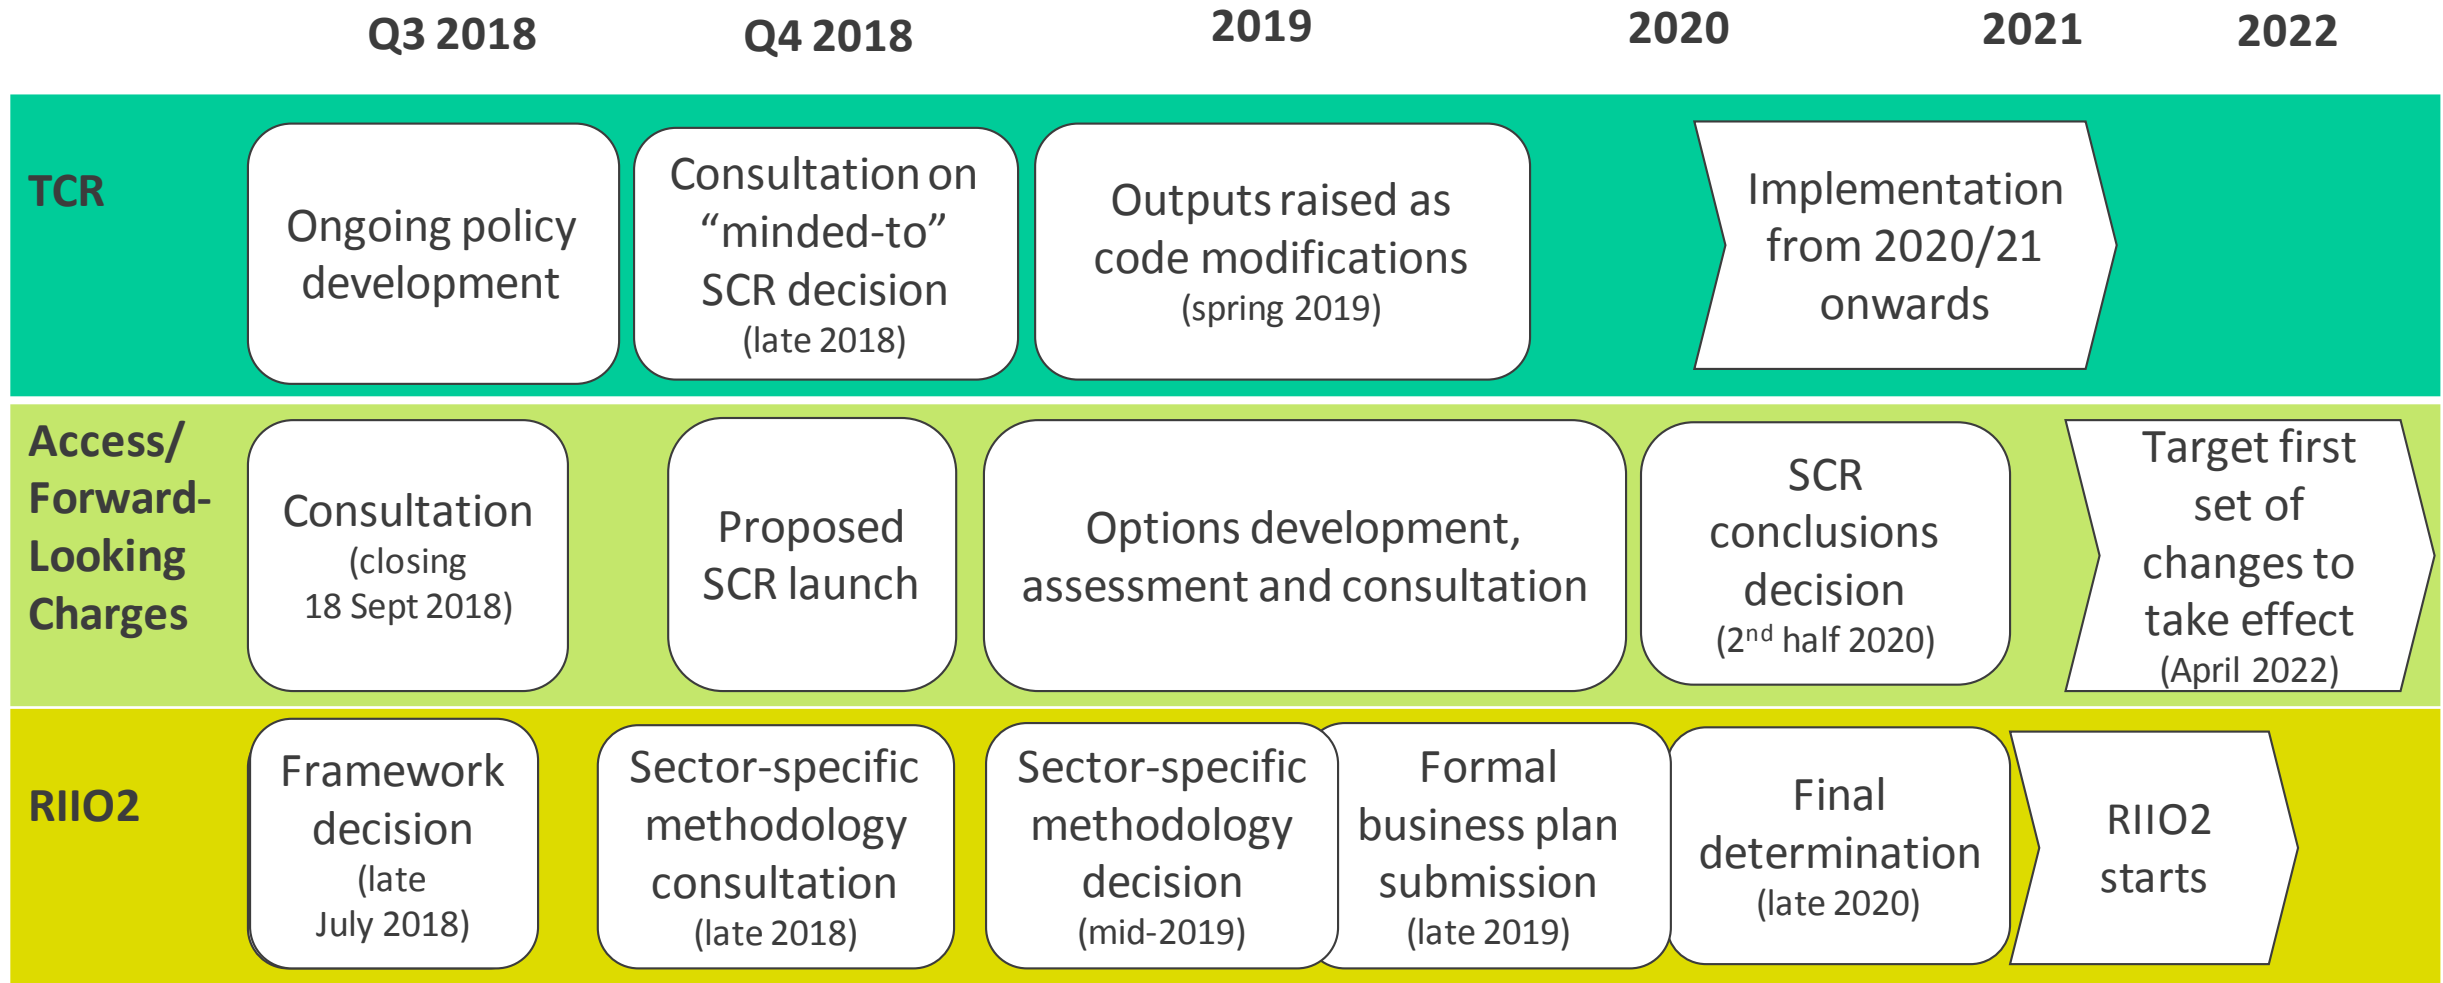 Q3 2018
Q4 2018
2019
2020
2021
2022
TCR
Ongoing policy
development
Consultation on
“minded-to”
SCR decision
(late 2018)
Outputs raised as
code modifications
(spring 2019)
Implementation
from 2020/21
onwards
Access/
Forward-
Looking
Charges
Consultation
(closing
18 Sept 2018)
Proposed
SCR launch
Options development,
assessment and consultation
SCR
conclusions
decision
(2nd half 2020)
Target first
set of
changes to
take effect
(April 2022)
RIIO2
Framework
decision
(late
July 2018)
Sector-specific
methodology
consultation
(late 2018)
Sector-specific
methodology
decision
(mid-2019)
Formal
business plan
submission
(late 2019)
Final
determination
(late 2020)
RIIO2
starts